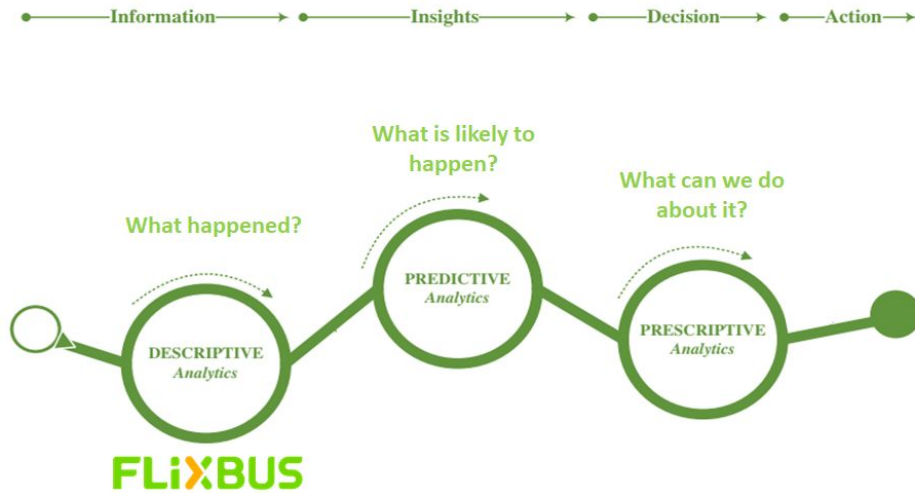 Information
Insights
Decision
Action
What is likely to
happen?
What can we do
about it?
What happened?
PREDICTIVE
Analytics
PRESCRIPTIVE
Analytics
DESCRIPTIVE
Analytics
FLiXBUS